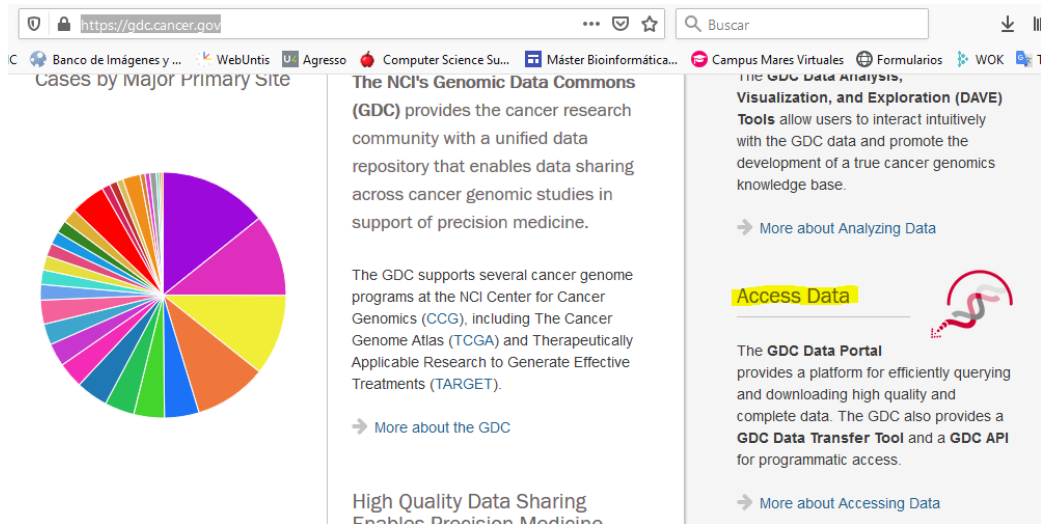 https://gdc.cancer.gov
Buscar
C Banco de Imágenes y ... WebUntis Agresso Computer Science Su... Máster Bioinformática... Campus Mares Virtuales Formularios WOK
Cases by Major Primary Site
The NCI's Genomic Data Commons
(GDC) provides the cancer research
community with a unified data
repository that enables data sharing
across cancer genomic studies in
support of precision medicine.
The GDC supports several cancer genome
programs at the NCI Center for Cancer
Genomics (CCG), including The Cancer
Genome Atlas (TCGA) and Therapeutically
Applicable Research to Generate Effective
Treatments (TARGET).
More about the GDC
High Quality Data Sharing
Enables Precision Medicine
The GDC Data Analysis,
Visualization, and Exploration (DAVE)
Tools allow users to interact intuitively
with the GDC data and promote the
development of a true cancer genomics
knowledge base.
More about Analyzing Data
Access Data
The GDC Data Portal
provides a platform for efficiently querying
and downloading high quality and
complete data. The GDC also provides a
GDC Data Transfer Tool and a GDC API
for programmatic access.
More about Accessing Data